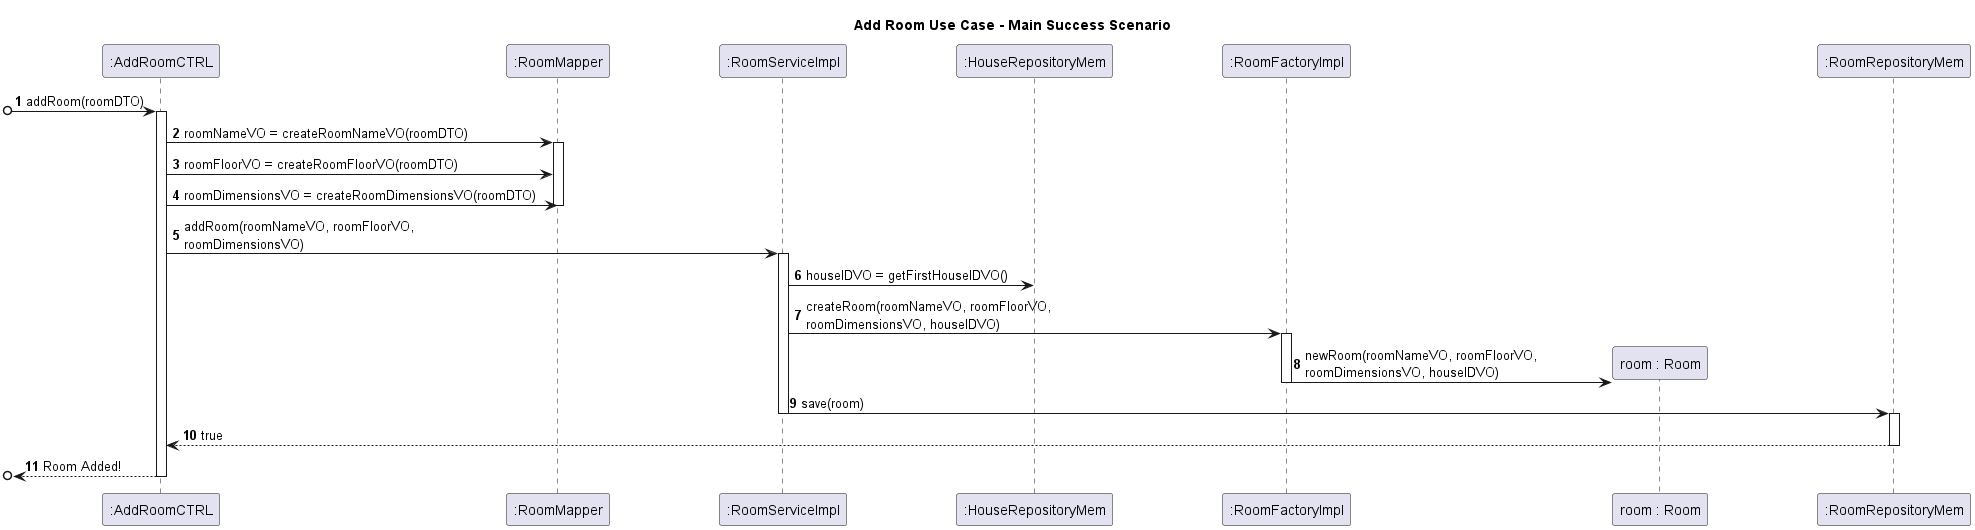 Add Room Use Case - Main Success Scenario
:AddRoomCTRL
:RoomMapper
:RoomServiceImpl
:HouseRepositoryMem
:RoomFactoryImpl
:RoomRepositoryMem
1 addRoom(roomDTO)
2 roomNameVO = createRoomNameVO(roomDTO)
3 roomFloorVO = createRoomFloorVO(roomDTO)
4 roomDimensionsVO = createRoomDimensionsVO(roomDTO)
5 addRoom(roomNameVO, roomFloorVO,
roomDimensionsVO)
6 houseIDVO = getFirstHouseIDVO()
7 createRoom(roomNameVO, roomFloorVO,
roomDimensionsVO, houseIDVO)
8 newRoom(roomNameVO, roomFloorVO,
roomDimensionsVO, houseIDVO)
room : Room
9 save(room)
10 true
11 Room Added!
:AddRoomCTRL
:RoomMapper
:RoomServiceImpl
:HouseRepositoryMem
:RoomFactoryImpl
room : Room
:RoomRepositoryMem